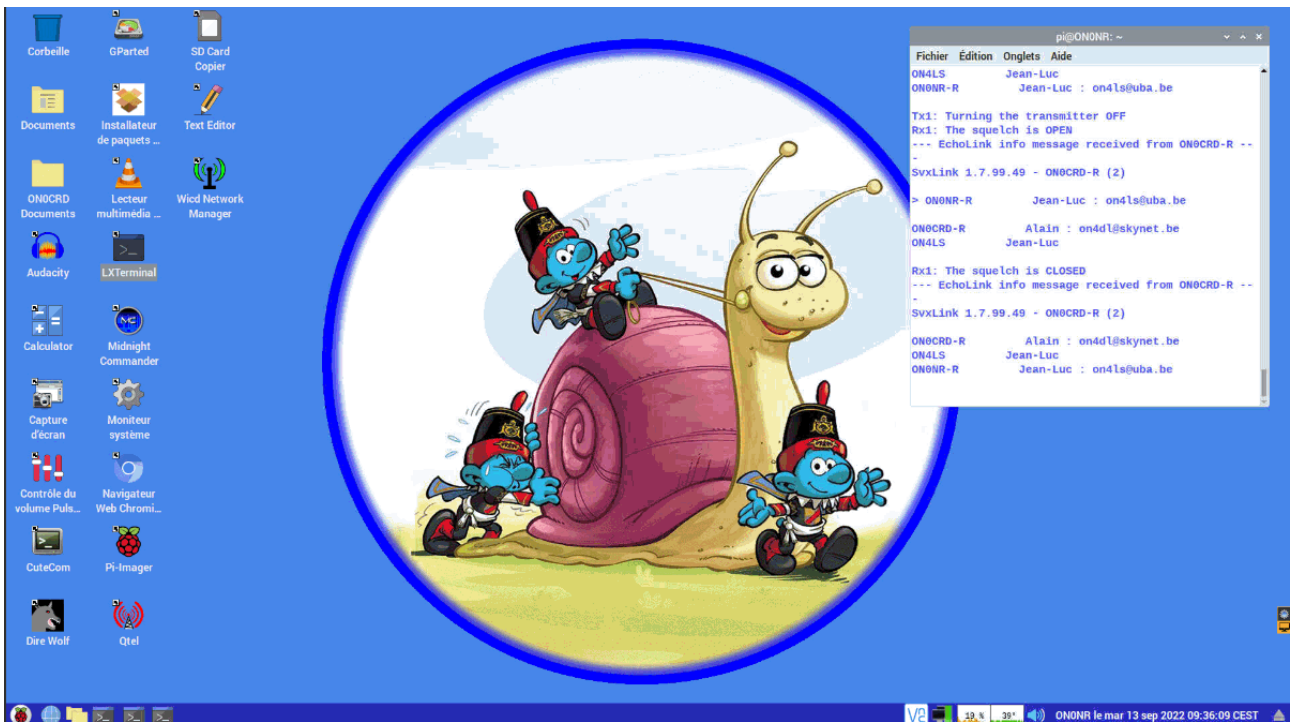 Corbeille
GParted
SD Card
Copier
Documents
Installateur
de paquets ...
Text Editor
ON0CRD
Documents
Lecteur
multimédia ...
Wicd Network
Manager
Audacity
LXTerminal
Calculator
Midnight
Commander
Capture
d'écran
Moniteur
système
Contrôle du
volume Puls...
Navigateur
Web Chromi...
CuteCom
Pi-Imager
Dire Wolf
Qtel
pi@ON0NR: ~
Fichier Édition Onglets Aide
ON4LS Jean-Luc
ON0NR-R Jean-Luc : on4ls@uba.be
Tx1: Turning the transmitter OFF
Rx1: The squelch is OPEN
--- EchoLink info message received from ON0CRD-R --
-
SvxLink 1.7.99.49 - ON0CRD-R (2)
> ON0NR-R Jean-Luc : on4ls@uba.be
ON0CRD-R Alain : on4dl@skynet.be
ON4LS Jean-Luc
Rx1: The squelch is CLOSED
--- EchoLink info message received from ON0CRD-R --
-
SvxLink 1.7.99.49 - ON0CRD-R (2)
ON0CRD-R Alain : on4dl@skynet.be
ON4LS Jean-Luc
ON0NR-R Jean-Luc : on4ls@uba.be
19 % 39° ON0NR le mar 13 sep 2022 09:36:09 CEST